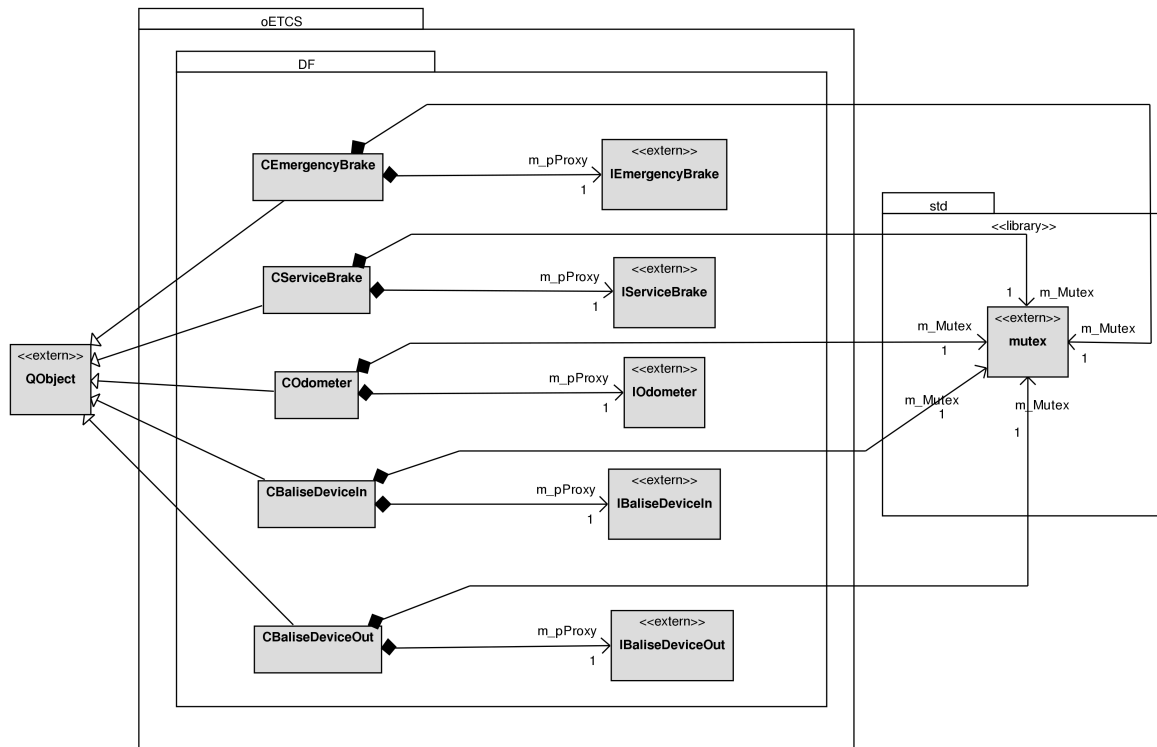 oETCS
DF
CEmergencyBrake
m_pProxy
1
<<extern>>
IEmergencyBrake
std
<<library>>
CServiceBrake
m_pProxy
1
<<extern>>
IServiceBrake
1
m_Mutex
<<extern>>
mutex
m_Mutex
1
m_Mutex
1
<<extern>>
QObject
COdometer
m_pProxy
1
<<extern>>
IOdometer
m_Mutex
1
m_Mutex
1
CBaliseDeviceIn
m_pProxy
1
<<extern>>
IBaliseDeviceIn
CBaliseDeviceOut
m_pProxy
1
<<extern>>
IBaliseDeviceOut